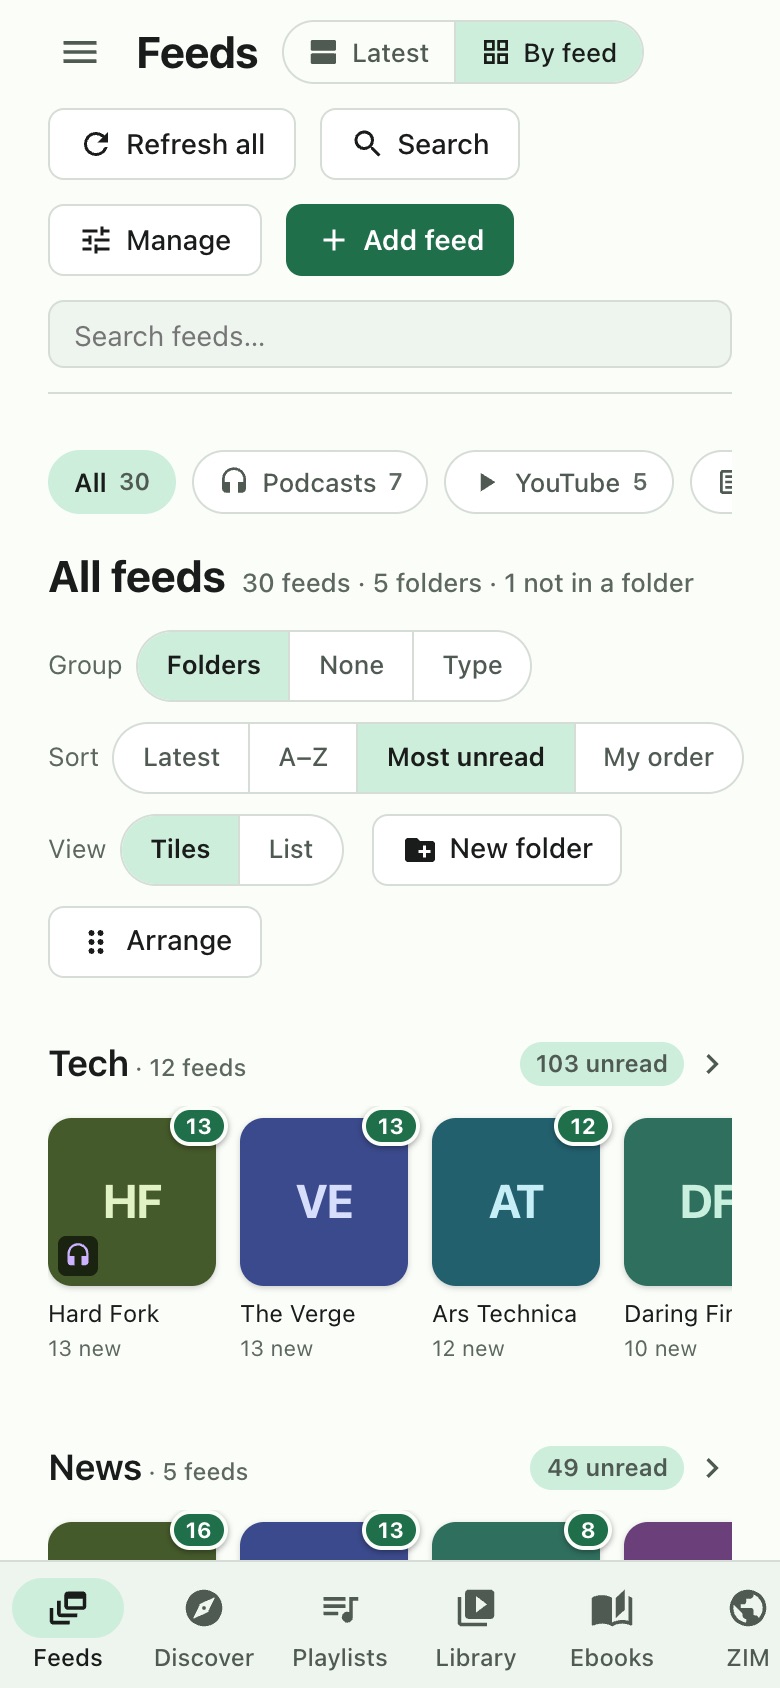 Feeds Latest By feed
Refresh all Search
Manage Add feed
Search feeds...
All 30 Podcasts 7 YouTube 5
All feeds 30 feeds · 5 folders · 1 not in a folder
Group Folders None Type
Sort Latest A–Z Most unread My order
View Tiles List New folder
Arrange
Tech · 12 feeds 103 unread
13 13 12
HF VE AT DF
Hard Fork The Verge Ars Technica Daring Fir
13 new 13 new 12 new 10 new
News · 5 feeds 49 unread
16 13 8
Feeds Discover Playlists Library Ebooks ZIM